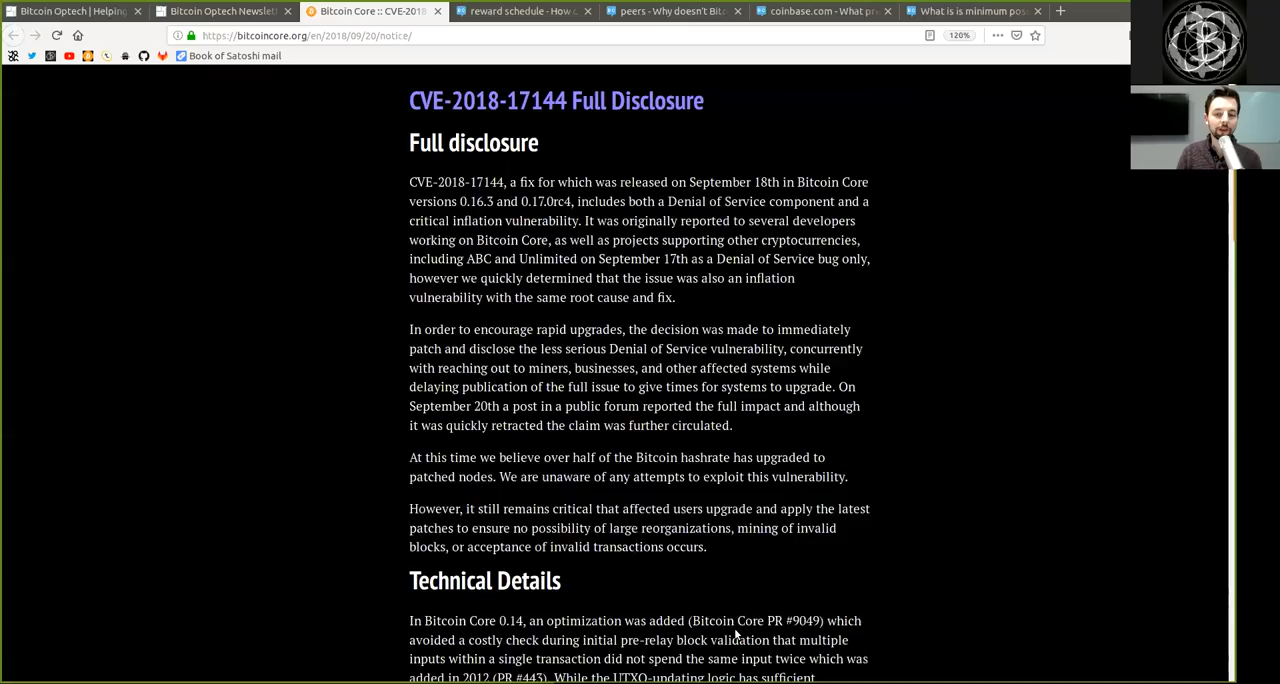 Bitcoin Optech | Helping
Bitcoin Optech Newslett
Bitcoin Core :: CVE-2018
reward schedule - How c
peers - Why doesn't Bitc
coinbase.com - What pre
What is is minimum pos
https://bitcoincore.org/en/2018/09/20/notice/
120%
Book of Satoshi mail
CVE-2018-17144 Full Disclosure
Full disclosure
CVE-2018-17144, a fix for which was released on September 18th in Bitcoin Core
versions 0.16.3 and 0.17.0rc4, includes both a Denial of Service component and a
critical inflation vulnerability. It was originally reported to several developers
working on Bitcoin Core, as well as projects supporting other cryptocurrencies,
including ABC and Unlimited on September 17th as a Denial of Service bug only,
however we quickly determined that the issue was also an inflation
vulnerability with the same root cause and fix.
In order to encourage rapid upgrades, the decision was made to immediately
patch and disclose the less serious Denial of Service vulnerability, concurrently
with reaching out to miners, businesses, and other affected systems while
delaying publication of the full issue to give times for systems to upgrade. On
September 20th a post in a public forum reported the full impact and although
it was quickly retracted the claim was further circulated.
At this time we believe over half of the Bitcoin hashrate has upgraded to
patched nodes. We are unaware of any attempts to exploit this vulnerability.
However, it still remains critical that affected users upgrade and apply the latest
patches to ensure no possibility of large reorganizations, mining of invalid
blocks, or acceptance of invalid transactions occurs.
Technical Details
In Bitcoin Core 0.14, an optimization was added (Bitcoin Core PR #9049) which
avoided a costly check during initial pre-relay block validation that multiple
inputs within a single transaction did not spend the same input twice which was
added in 2012 (PR #443). While the UTXO-updating logic has sufficient